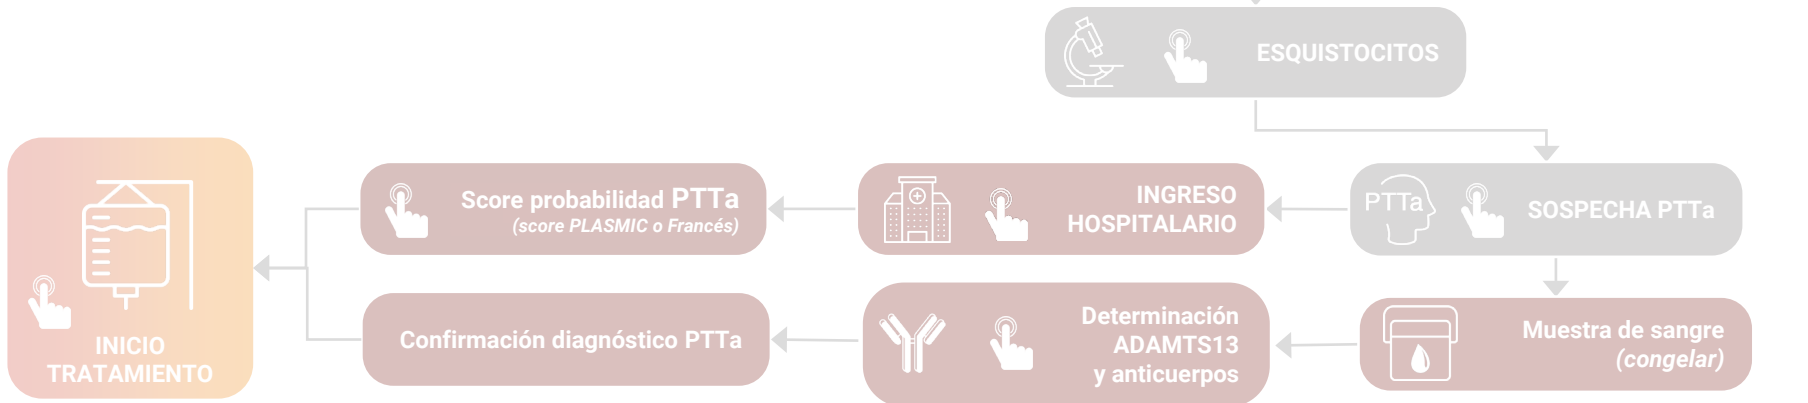 ESQUISTOCITOS
PTTa
SOSPECHA PTTa
INGRESO
HOSPITALARIO
Score probabilidad PTTa
(score PLASMIC o Francés)
Muestra de sangre
(congelar)
Determinación
ADAMTS13
y anticuerpos
Confirmación diagnóstico PTTa
INICIO
TRATAMIENTO